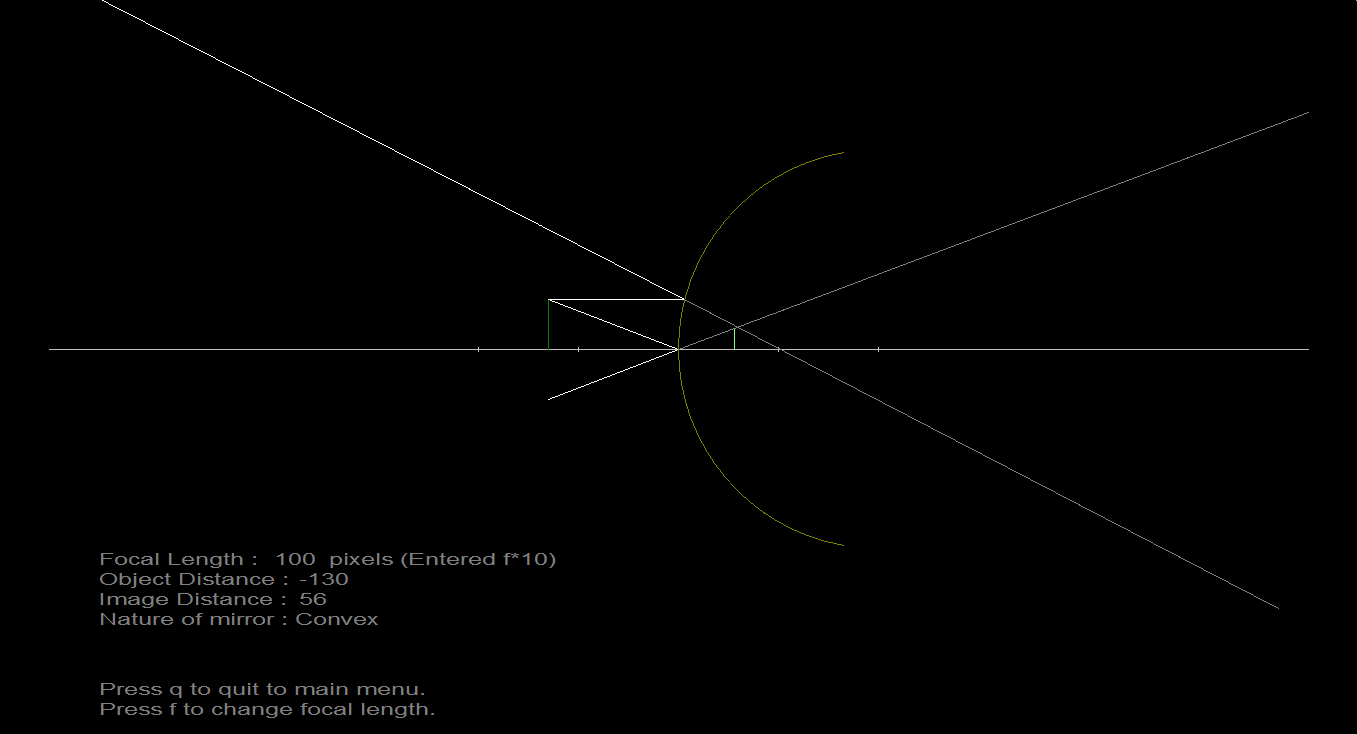 Focal Length :  100  pixels (Entered f*10)
Object Distance : -130
Image Distance :  56
Nature of mirror : Convex
Press q to quit to main menu.
Press f to change focal length.